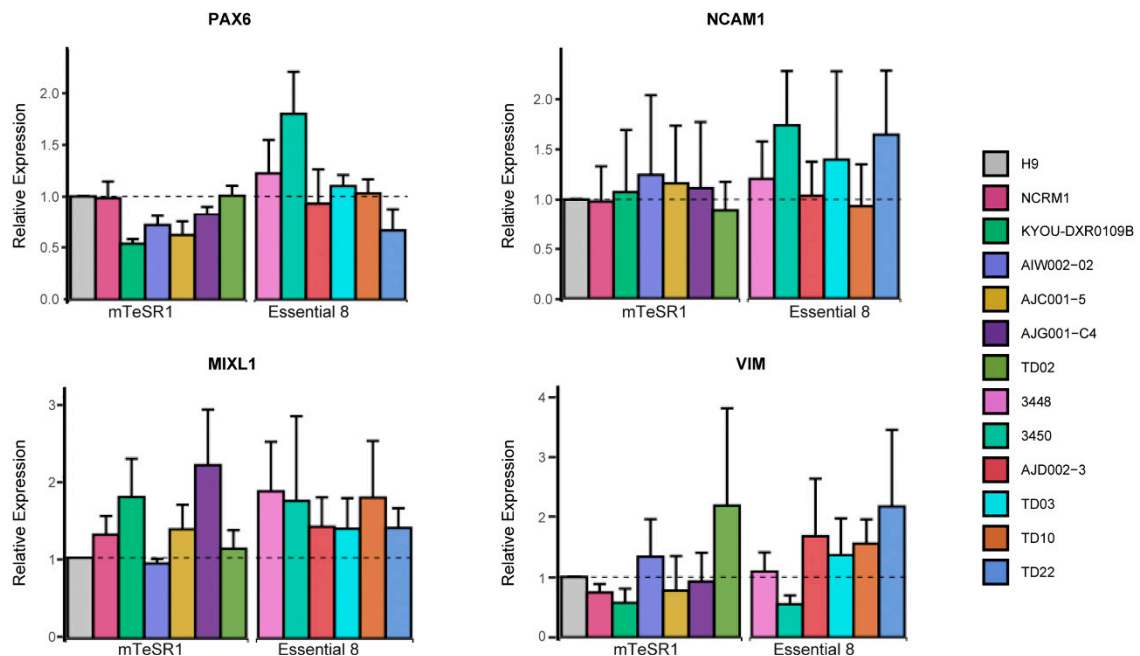 PAX6
Relative Expression
2.0
1.5
1.0
0.5
0.0
mTeSR1
Essential 8
NCAM1
Relative Expression
2.0
1.5
1.0
0.5
0.0
mTeSR1
Essential 8
MIXL1
Relative Expression
3
2
1
0
mTeSR1
Essential 8
VIM
Relative Expression
4
3
2
1
0
mTeSR1
Essential 8
H9
NCRM1
KYOU-DXR0109B
AIW002-02
AJC001-5
AJG001-C4
TD02
3448
3450
AJD002-3
TD03
TD10
TD22